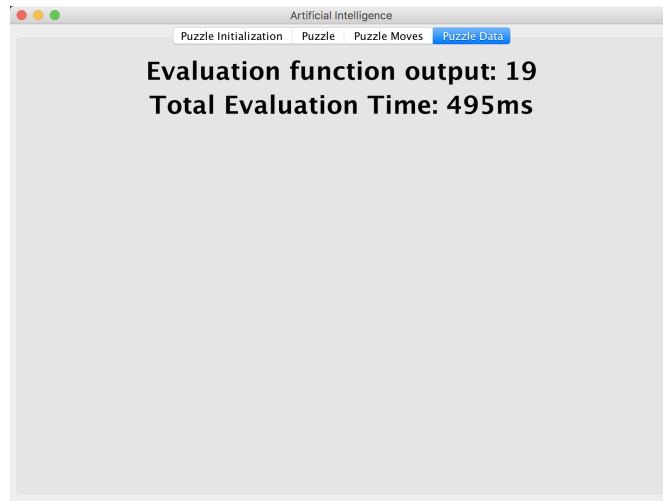 Artificial Intelligence
Puzzle Initialization Puzzle Puzzle Moves Puzzle Data
Evaluation function output: 19
Total Evaluation Time: 495ms